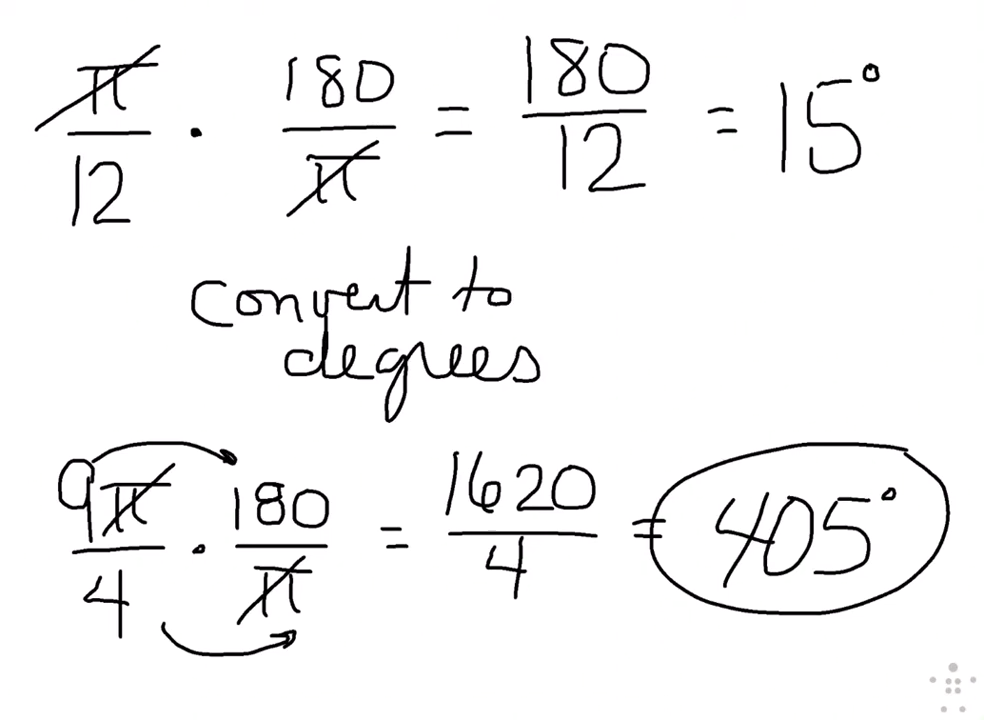 π/12 · 180/π = 180/12 = 15°
convert to
degrees
9π/4 · 180/π = 1620/4 = 405°